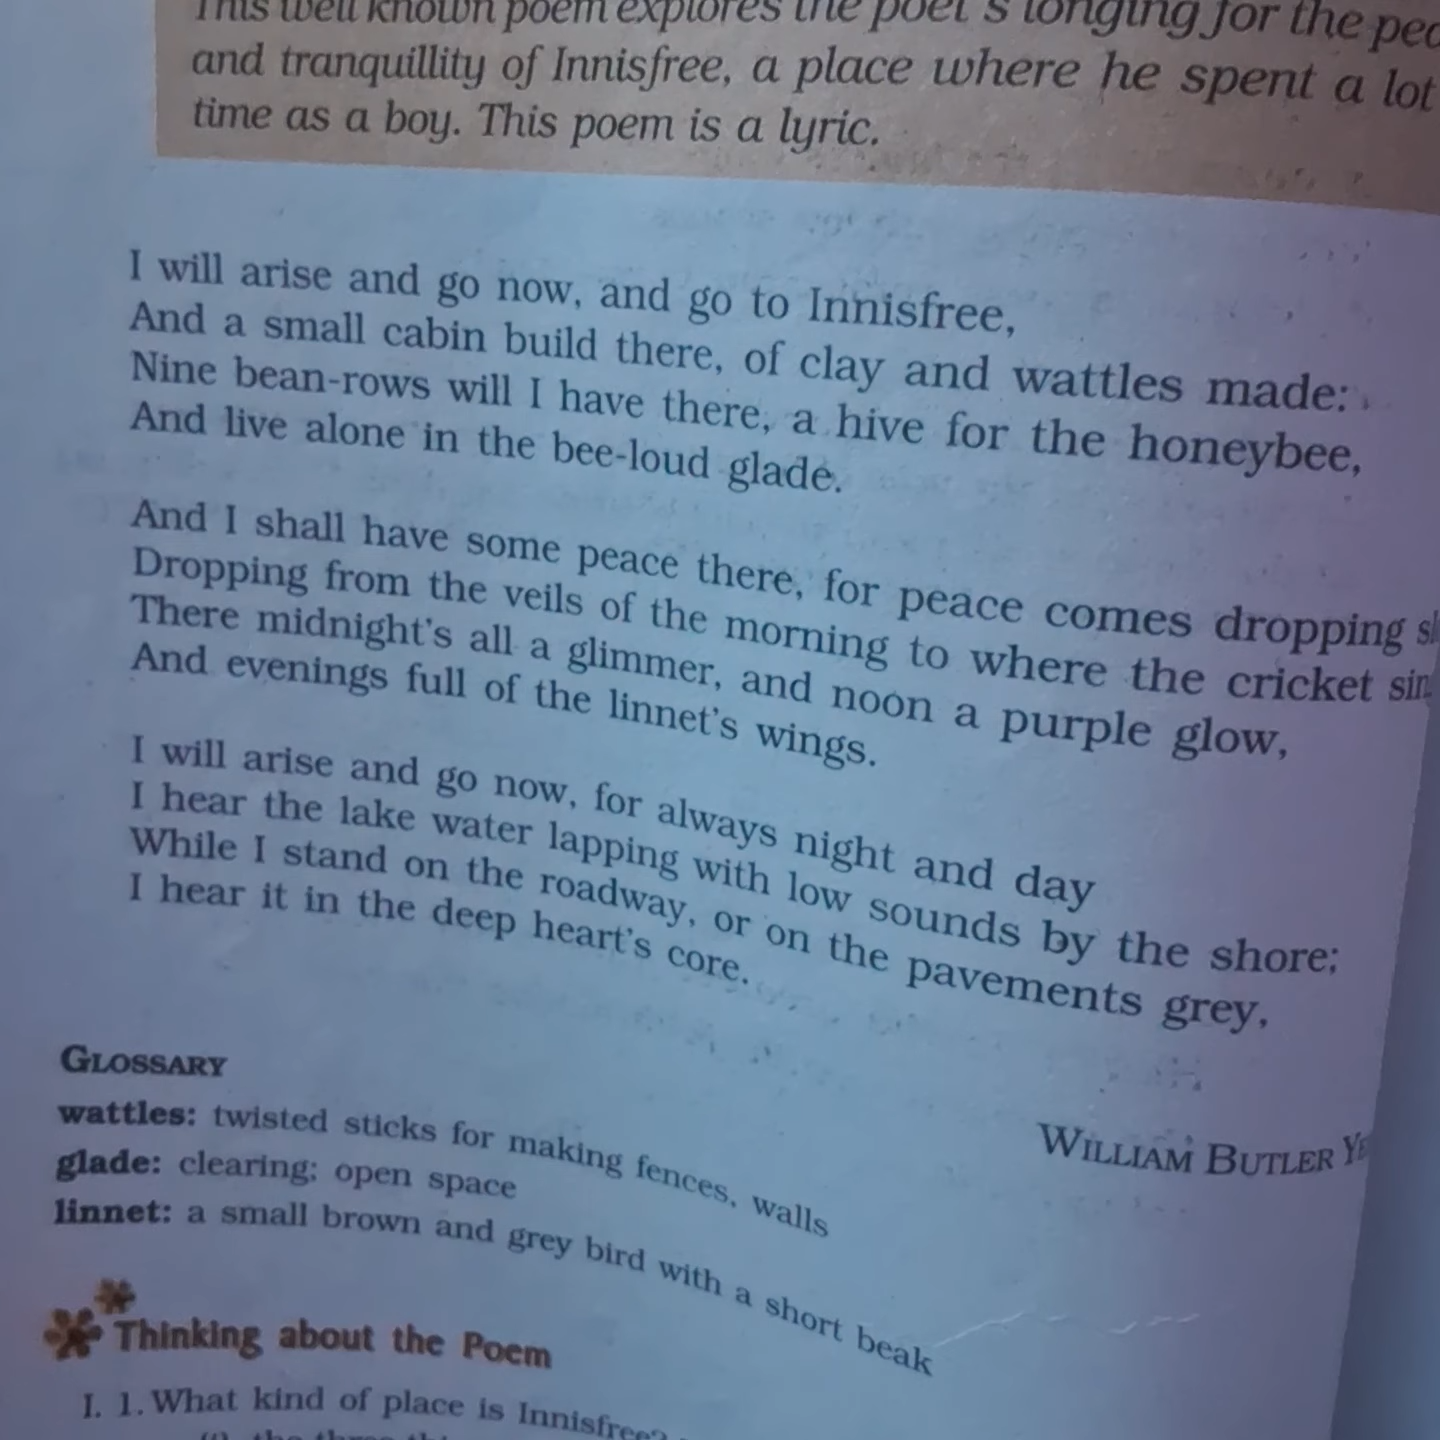 This well known poem explores the poet's longing for the
and tranquillity of Innisfree, a place where he spent a lot
time as a boy. This poem is a lyric.
I will arise and go now, and go to Innisfree,
And a small cabin build there, of clay and wattles made:
Nine bean-rows will I have there, a hive for the honeybee,
And live alone in the bee-loud glade.
And I shall have some peace there, for peace comes dropping
Dropping from the veils of the morning to where the cricket
There midnight's all a glimmer, and noon a purple glow,
And evenings full of the linnet's wings.
I will arise and go now, for always night and day
I hear the lake water lapping with low sounds by the shore;
While I stand on the roadway, or on the pavements grey,
I hear it in the deep heart's core.
WILLIAM BUTLER
GLOSSARY
wattles: twisted sticks for making fences, walls
glade: clearing; open space
linnet: a small brown and grey bird with a short beak
Thinking about the Poem
I. 1. What kind of place is Innisfree?